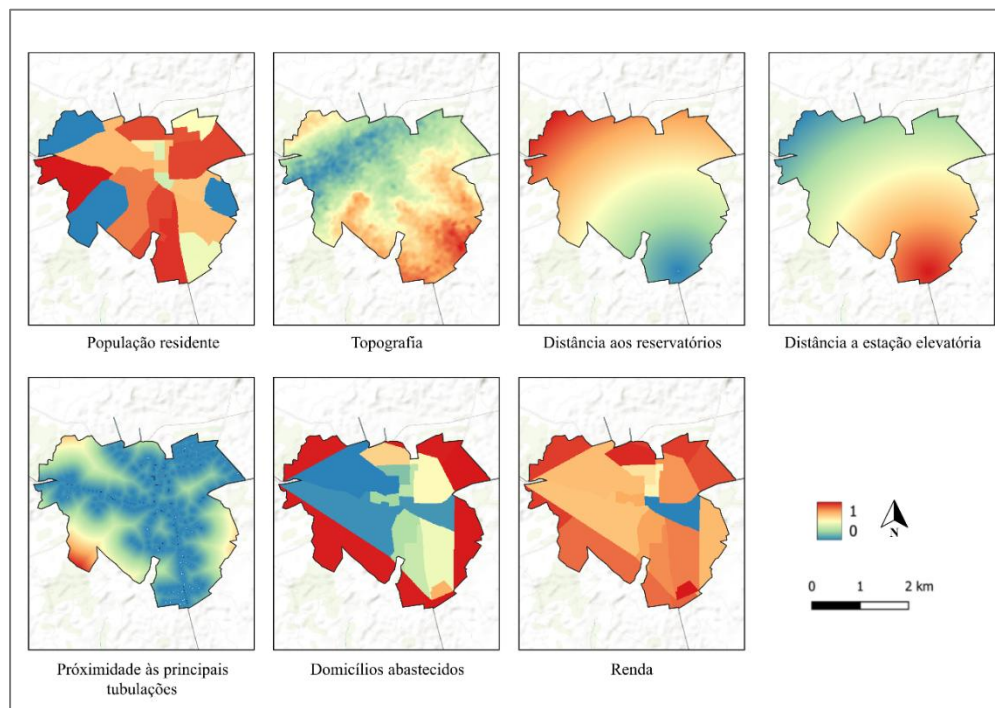 População residente
Topografia
Distância aos reservatórios
Distância a estação elevatória
Próximidade às principais
tubulações
Domicílios abastecidos
Renda
1
0
N
0 1 2 km